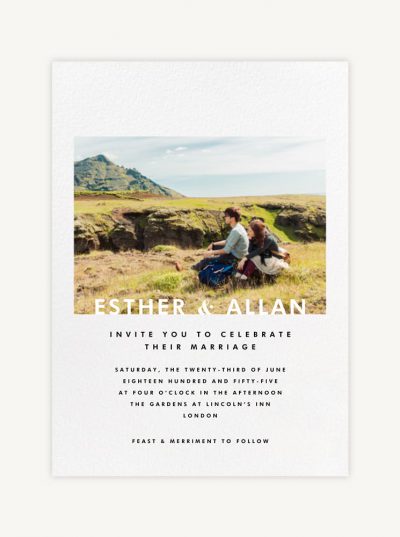 ESTHER & ALLAN
INVITE YOU TO CELEBRATE
THEIR MARRIAGE
SATURDAY, THE TWENTY-THIRD OF JUNE
EIGHTEEN HUNDRED AND FIFTY-FIVE
AT FOUR O'CLOCK IN THE AFTERNOON
THE GARDENS AT LINCOLN'S INN
LONDON
FEAST & MERRIMENT TO FOLLOW